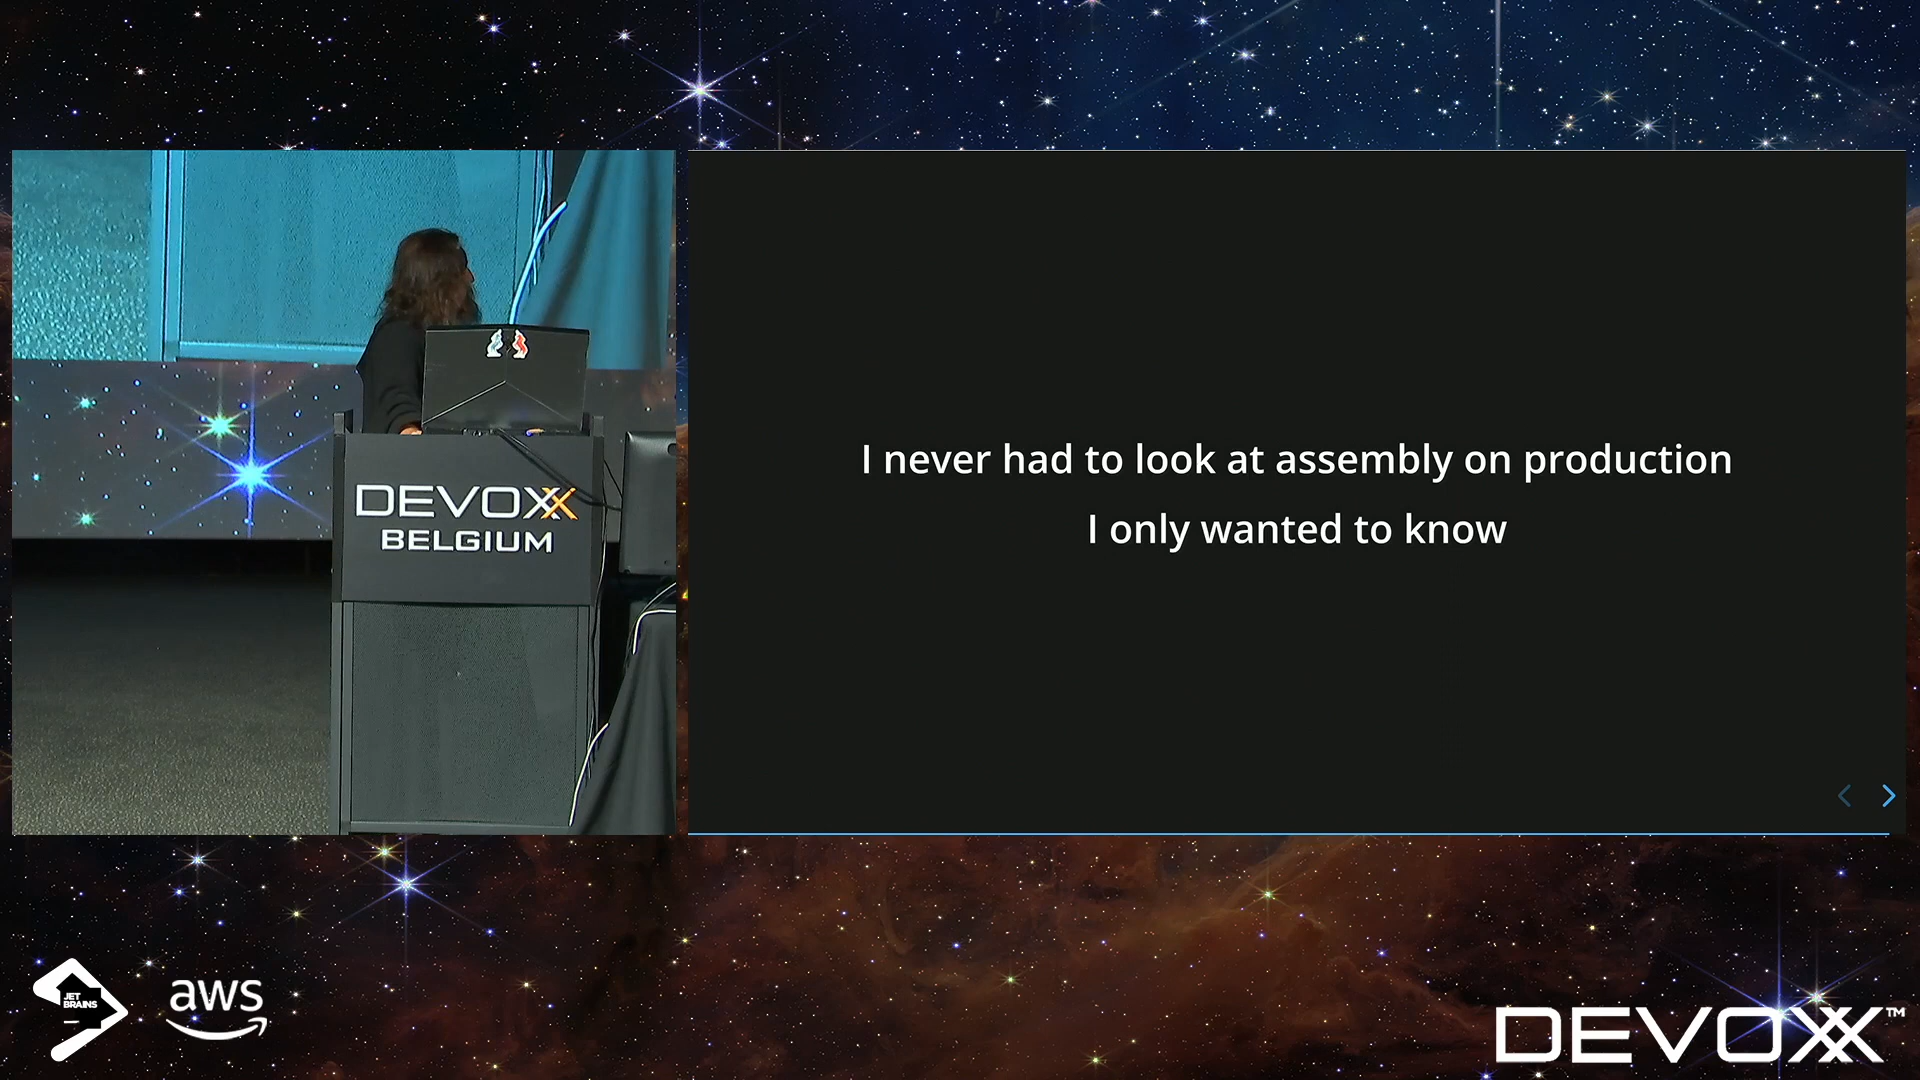 I never had to look at assembly on production
I only wanted to know
DEVOXX
BELGIUM
JET
BRAINS
aws
DEVOXX™